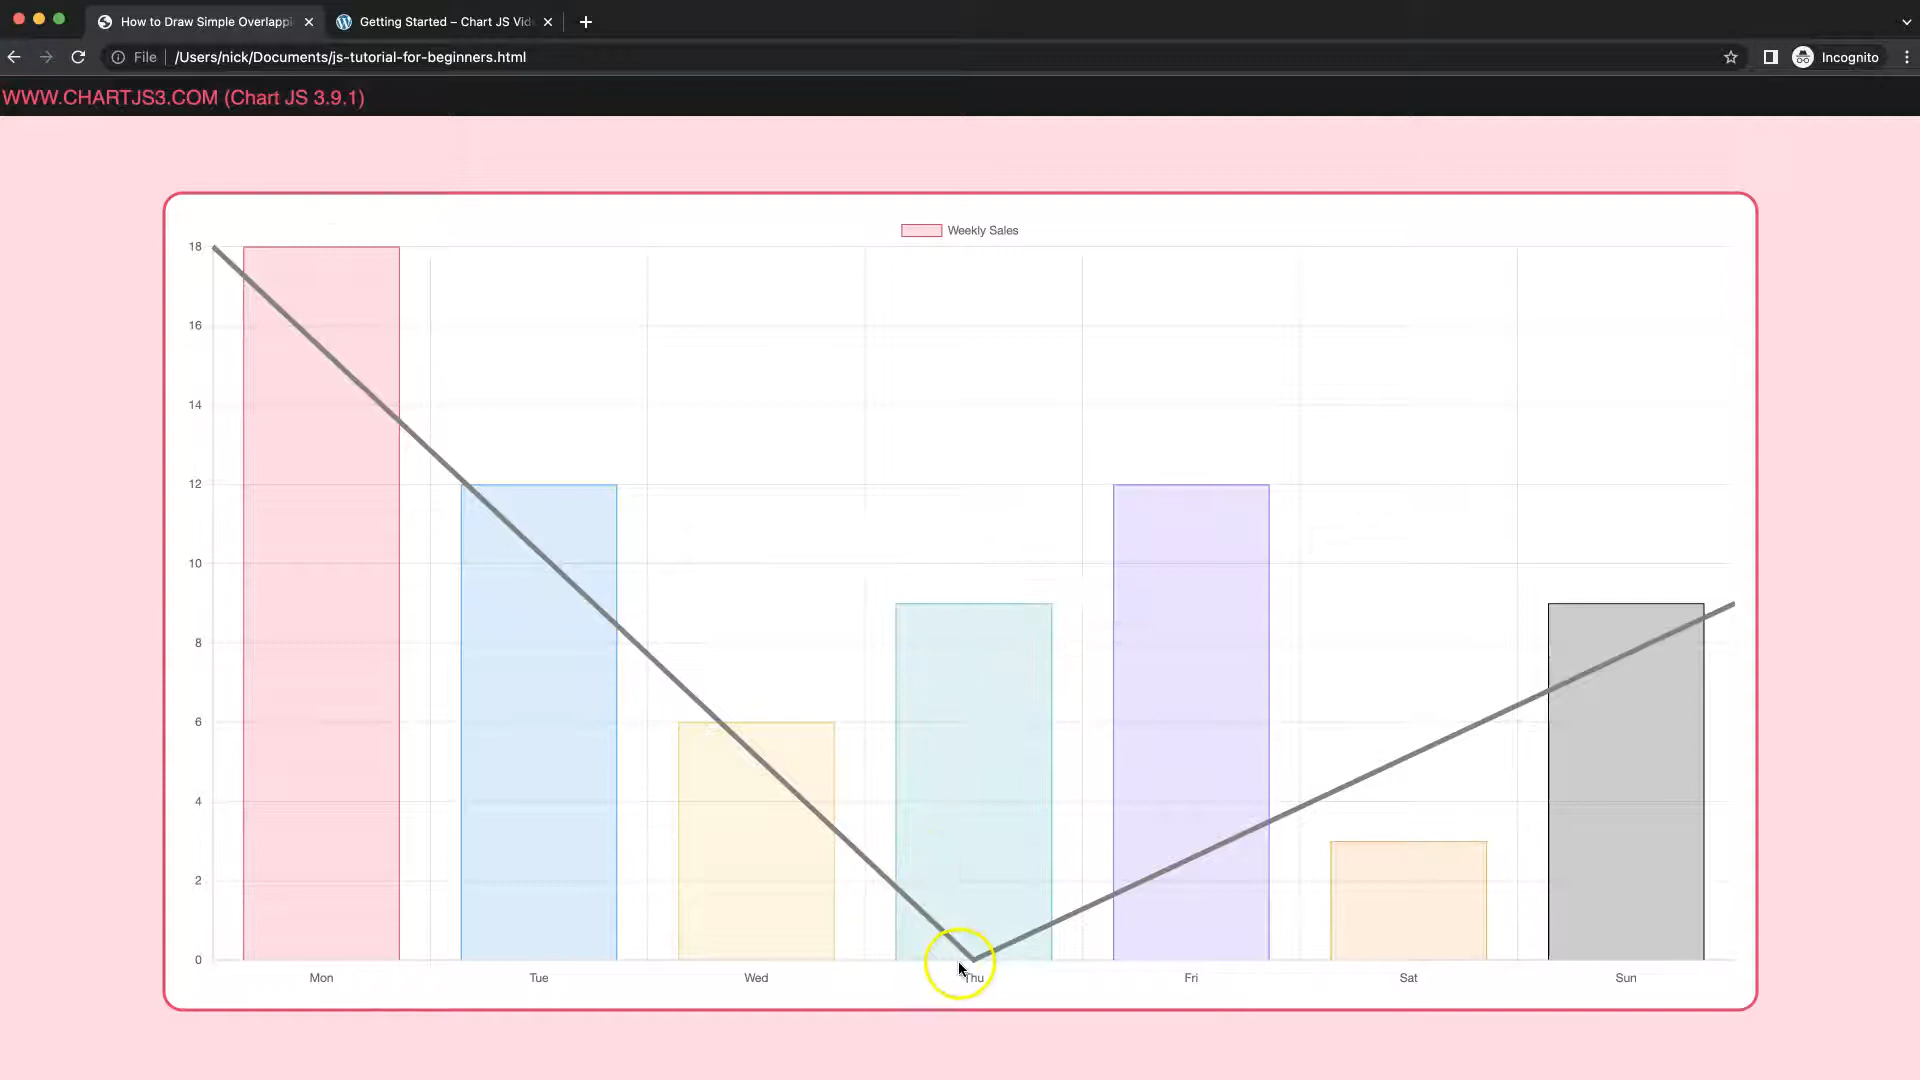 How to Draw Simple Overlappi
Getting Started – Chart JS Vid
File /Users/nick/Documents/js-tutorial-for-beginners.html
Incognito
WWW.CHARTJS3.COM (Chart JS 3.9.1)
Weekly Sales
18
16
14
12
10
8
6
4
2
0
Mon Tue Wed Thu Fri Sat Sun